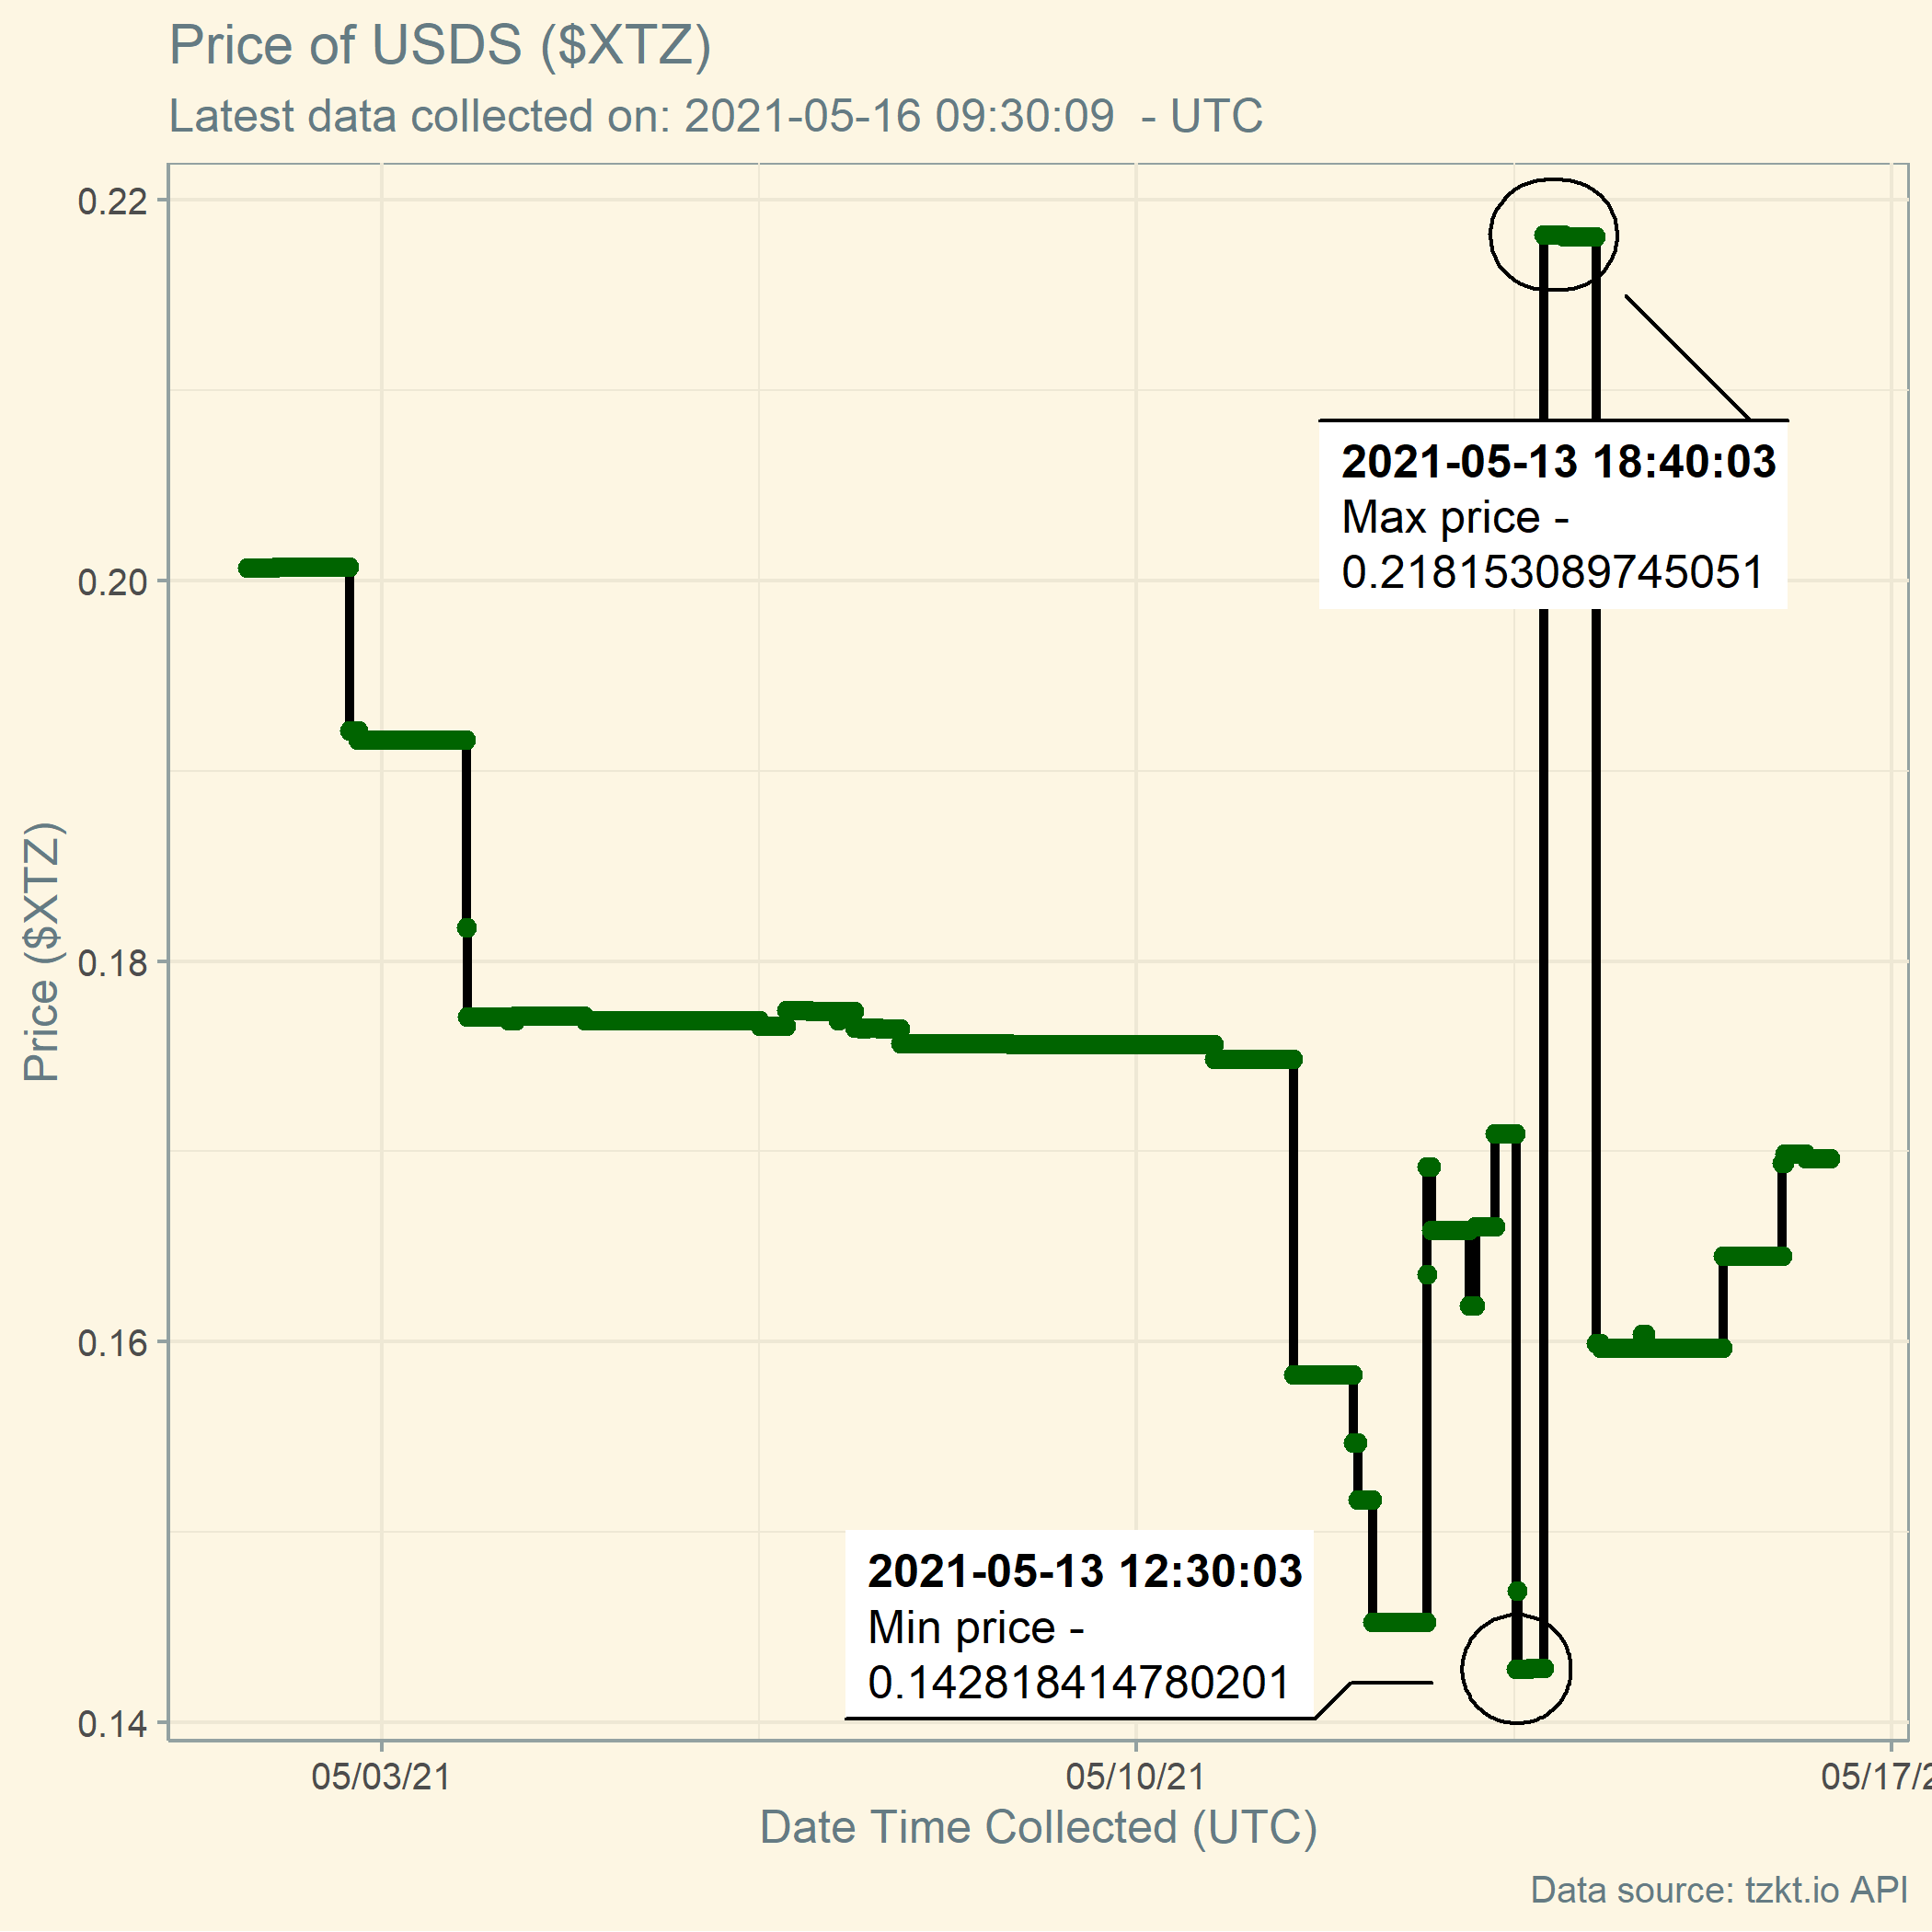 Price of USDS ($XTZ)
Latest data collected on: 2021-05-16 09:30:09  - UTC
0.22
0.20
0.18
0.16
0.14
Price ($XTZ)
2021-05-13 18:40:03
Max price -
0.218153089745051
2021-05-13 12:30:03
Min price -
0.142818414780201
05/03/21
05/10/21
05/17/2
Date Time Collected (UTC)
Data source: tzkt.io API